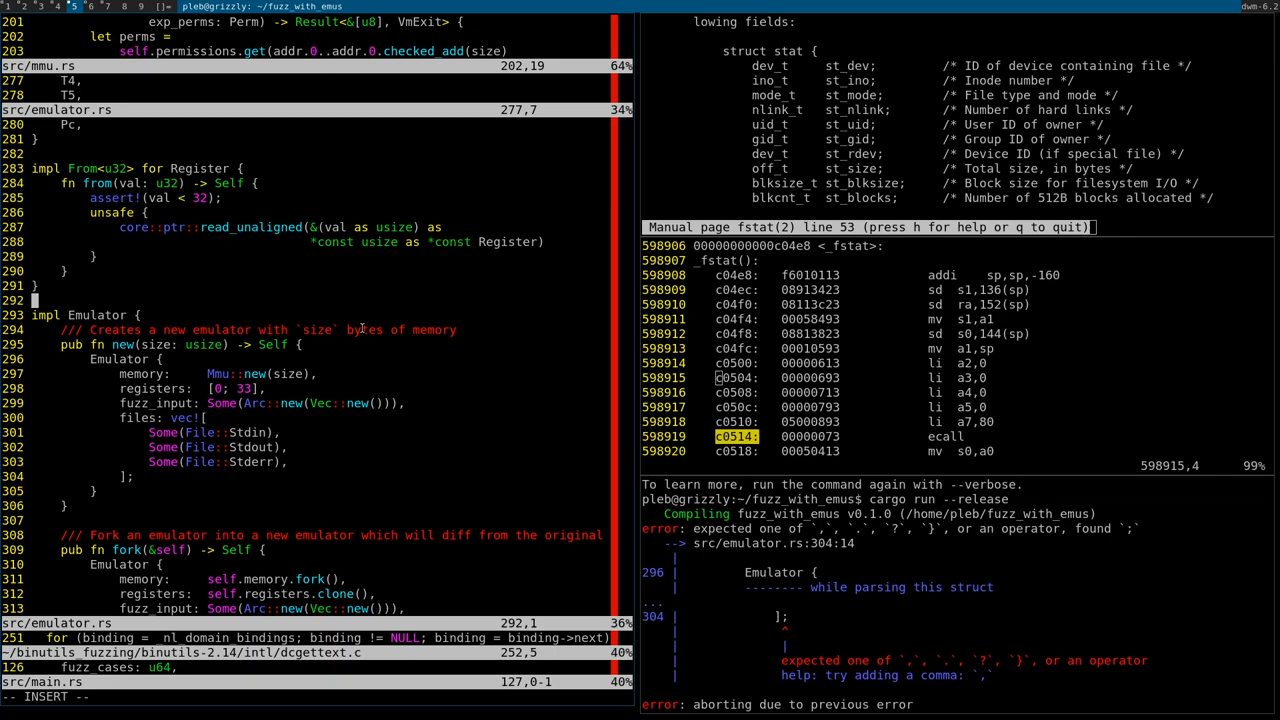 1 2 3 4 5 6 7 8 9 []= pleb@grizzly: ~/fuzz_with_emus dwm-6.2
201 exp_perms: Perm) -> Result<&[u8], VmExit> {
202 let perms =
203 self.permissions.get(addr.0..addr.0.checked_add(size)
src/mmu.rs 202,19 64%
277 T4,
278 T5,
src/emulator.rs 277,7 34%
280 Pc,
281 }
282
283 impl From<u32> for Register {
284 fn from(val: u32) -> Self {
285 assert!(val < 32);
286 unsafe {
287 core::ptr::read_unaligned(&(val as usize) as
288 *const usize as *const Register)
289 }
290 }
291 }
292
293 impl Emulator {
294 /// Creates a new emulator with `size` bytes of memory
295 pub fn new(size: usize) -> Self {
296 Emulator {
297 memory: Mmu::new(size),
298 registers: [0; 33],
299 fuzz_input: Some(Arc::new(Vec::new())),
300 files: vec![
301 Some(File::Stdin),
302 Some(File::Stdout),
303 Some(File::Stderr),
304 ];
305 }
306 }
307
308 /// Fork an emulator into a new emulator which will diff from the original
309 pub fn fork(&self) -> Self {
310 Emulator {
311 memory: self.memory.fork(),
312 registers: self.registers.clone(),
313 fuzz_input: Some(Arc::new(Vec::new())),
src/emulator.rs 292,1 36%
251 for (binding = _nl_domain_bindings; binding != NULL; binding = binding->next)
~/binutils_fuzzing/binutils-2.14/intl/dcgettext.c 252,5 40%
126 fuzz_cases: u64,
src/main.rs 127,0-1 40%
-- INSERT --
lowing fields:
struct stat {
dev_t st_dev; /* ID of device containing file */
ino_t st_ino; /* Inode number */
mode_t st_mode; /* File type and mode */
nlink_t st_nlink; /* Number of hard links */
uid_t st_uid; /* User ID of owner */
gid_t st_gid; /* Group ID of owner */
dev_t st_rdev; /* Device ID (if special file) */
off_t st_size; /* Total size, in bytes */
blksize_t st_blksize; /* Block size for filesystem I/O */
blkcnt_t st_blocks; /* Number of 512B blocks allocated */
Manual page fstat(2) line 53 (press h for help or q to quit)
598906 00000000000c04e8 <_fstat>:
598907 _fstat():
598908 c04e8: f6010113 addi sp,sp,-160
598909 c04ec: 08913423 sd s1,136(sp)
598910 c04f0: 08113c23 sd ra,152(sp)
598911 c04f4: 00058493 mv s1,a1
598912 c04f8: 08813823 sd s0,144(sp)
598913 c04fc: 00010593 mv a1,sp
598914 c0500: 00000613 li a2,0
598915 c0504: 00000693 li a3,0
598916 c0508: 00000713 li a4,0
598917 c050c: 00000793 li a5,0
598918 c0510: 05000893 li a7,80
598919 c0514: 00000073 ecall
598920 c0518: 00050413 mv s0,a0
598915,4 99%
To learn more, run the command again with --verbose.
pleb@grizzly:~/fuzz_with_emus$ cargo run --release
Compiling fuzz_with_emus v0.1.0 (/home/pleb/fuzz_with_emus)
error: expected one of `,`, `.`, `?`, `}`, or an operator, found `;`
--> src/emulator.rs:304:14
|
296 | Emulator {
| -------- while parsing this struct
...
304 | ];
| ^
| |
| expected one of `,`, `.`, `?`, `}`, or an operator
| help: try adding a comma: `,`
error: aborting due to previous error